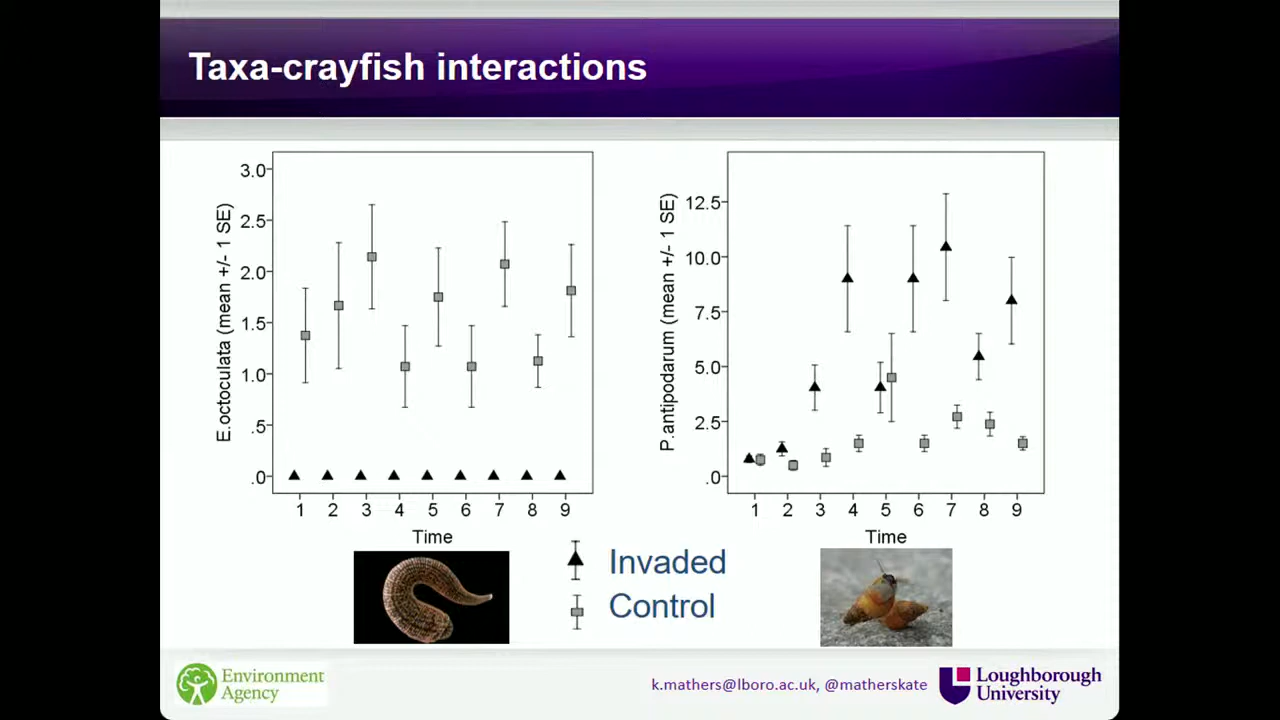 Taxa-crayfish interactions
E.octoculata (mean +/- 1 SE)
3.0
2.5
2.0
1.5
1.0
.5
.0
1 2 3 4 5 6 7 8 9
Time
P.antipodarum (mean +/- 1 SE)
12.5
10.0
7.5
5.0
2.5
.0
1 2 3 4 5 6 7 8 9
Time
Invaded
Control
Environment
Agency
k.mathers@lboro.ac.uk, @matherskate
Loughborough
University